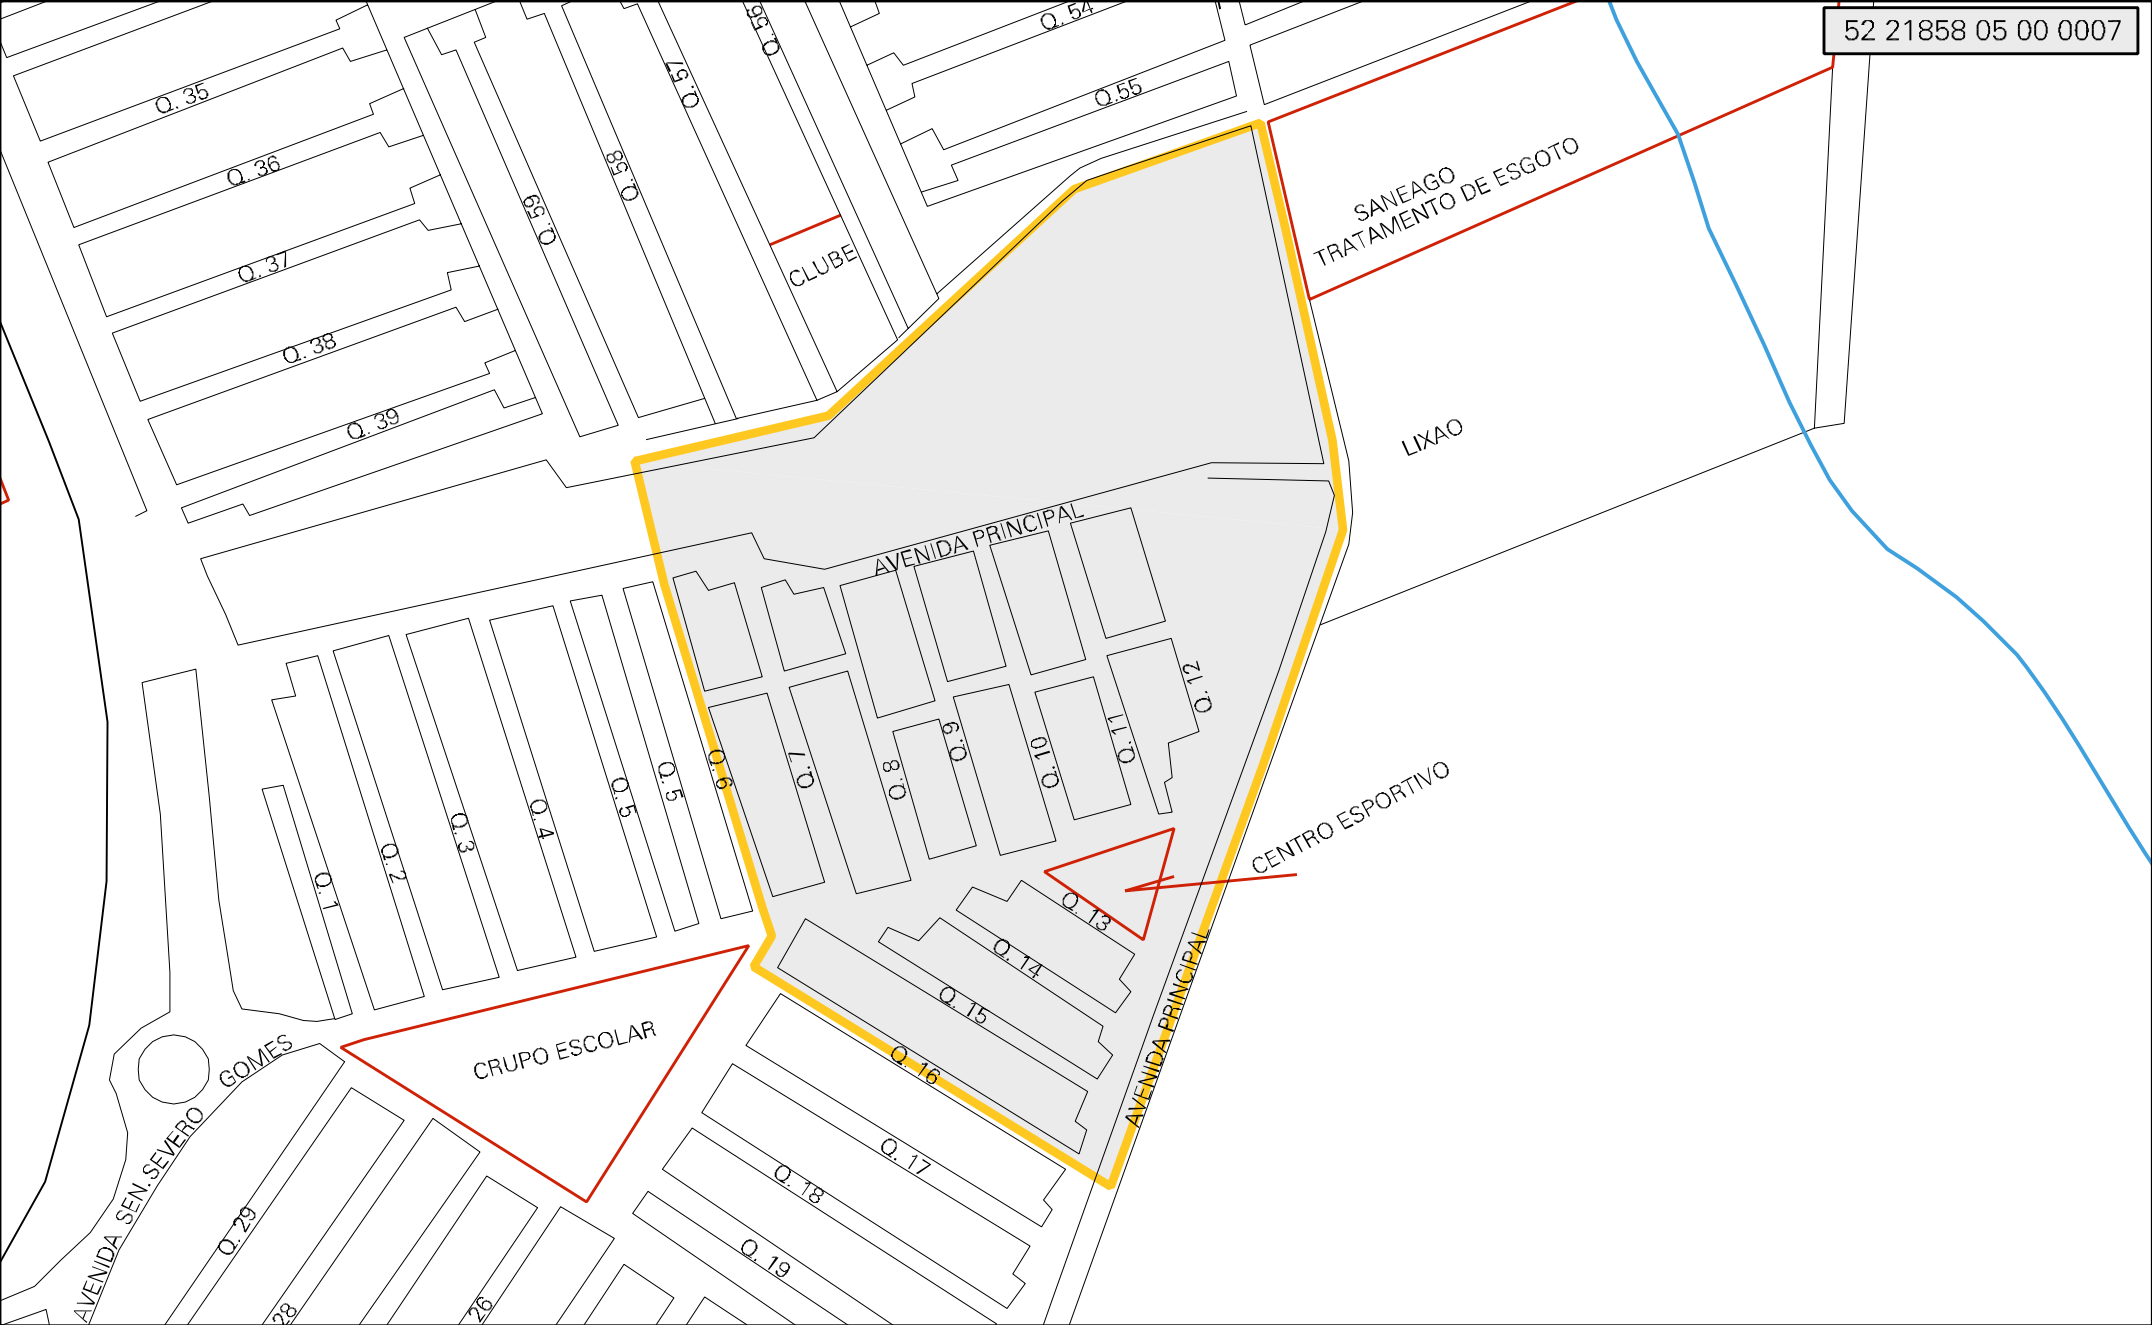 52 21858 05 00 0007
Q. 54
Q. 56
Q. 57
Q.55
Q. 35
Q. 36
Q. 58
Q. 59
Q. 37
Q. 38
Q. 39
CLUBE
SANEAGO
TRATAMENTO DE ESGOTO
LIXAO
AVENIDA PRINCIPAL
Q. 12
Q. 11
Q. 10
Q. 9
Q. 8
Q. 7
Q. 6
Q. 5
Q. 5
Q. 4
Q. 3
Q. 2
Q. 1
CENTRO ESPORTIVO
Q. 13
Q. 14
Q. 15
Q. 16
AVENIDA PRINCIPAL
CRUPO ESCOLAR
AVENIDA SEN. SEVERO GOMES
Q. 17
Q. 18
Q. 19
Q. 29
28
26